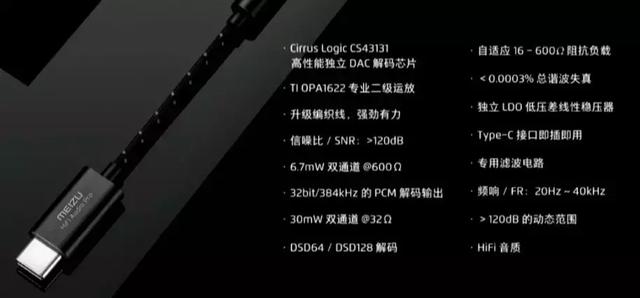 MEIZU
HiFi Audio Pro
· Cirrus Logic CS43131
高性能独立 DAC 解码芯片
· TI OPA1622 专业二级运放
· 升级编织线，强劲有力
· 信噪比 / SNR：>120dB
· 6.7mW 双通道 @600Ω
· 32bit/384kHz 的 PCM 解码输出
· 30mW 双通道 @32Ω
· DSD64 / DSD128 解码
· 自适应 16 - 600Ω 阻抗负载
· < 0.0003% 总谐波失真
· 独立 LDO 低压差线性稳压器
· Type-C 接口即插即用
· 专用滤波电路
· 频响 / FR：20Hz ~ 40kHz
· > 120dB 的动态范围
· HiFi 音质